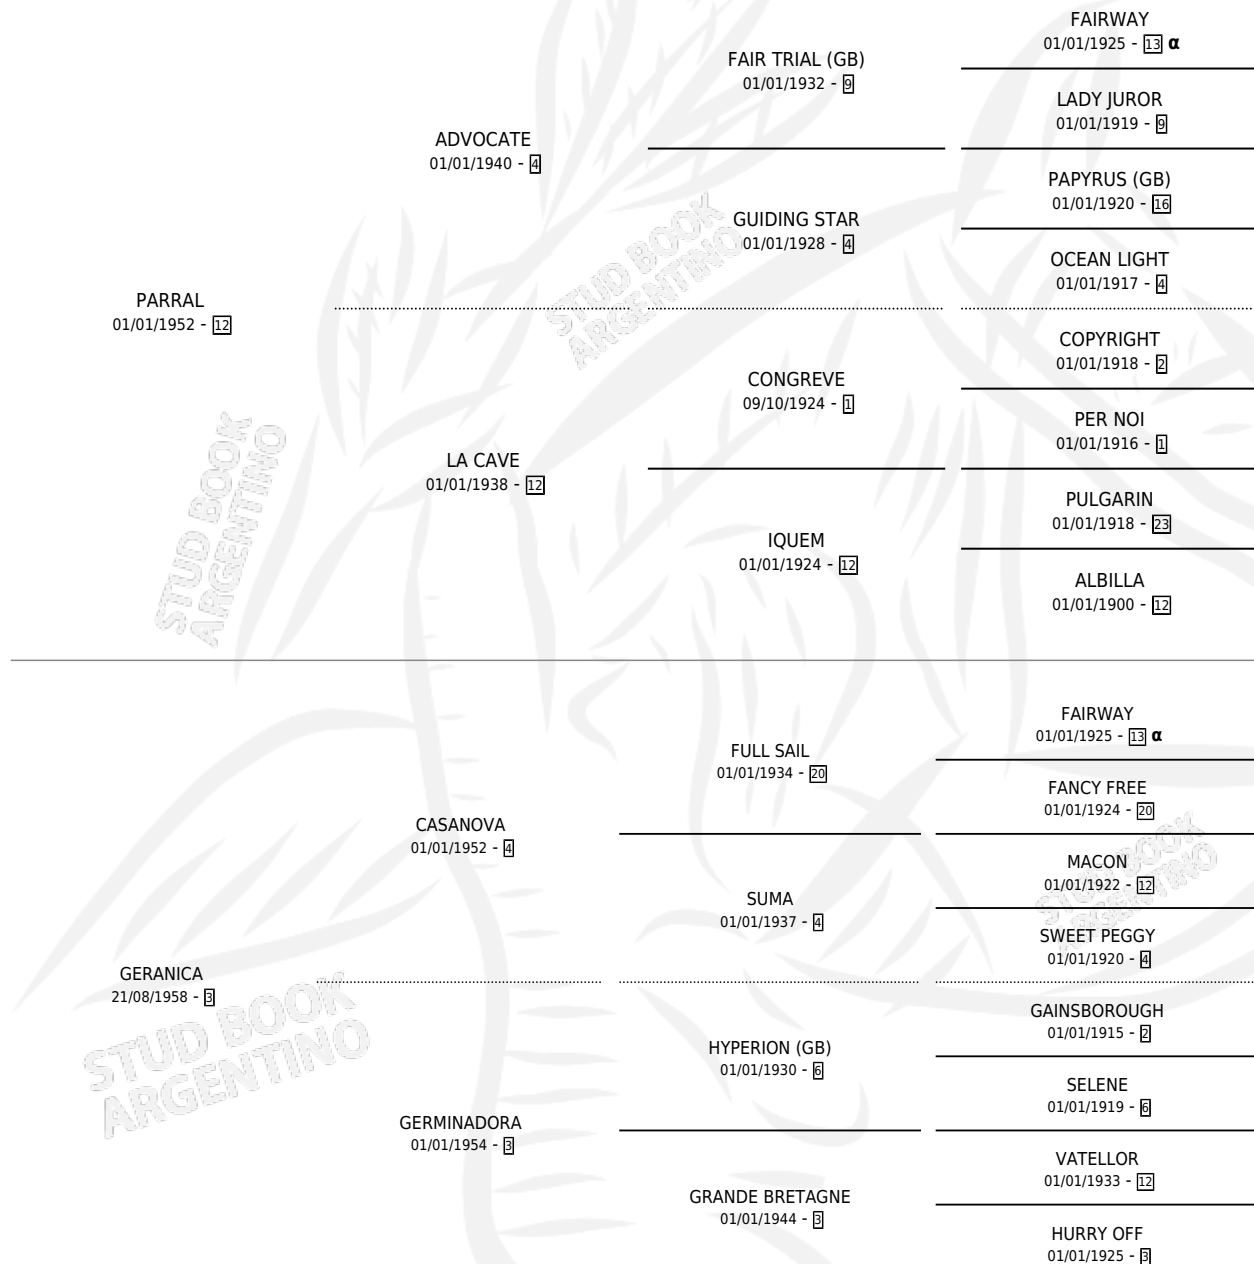 FAIRWAY
01/01/1925 - 13 α
FAIR TRIAL (GB)
01/01/1932 - 9
LADY JUROR
01/01/1919 - 9
ADVOCATE
01/01/1940 - 4
PAPYRUS (GB)
01/01/1920 - 16
GUIDING STAR
01/01/1928 - 4
OCEAN LIGHT
01/01/1917 - 4
PARRAL
01/01/1952 - 12
COPYRIGHT
01/01/1918 - 2
CONGREVE
09/10/1924 - 1
PER NOI
01/01/1916 - 1
LA CAVE
01/01/1938 - 12
PULGARIN
01/01/1918 - 23
IQUEM
01/01/1924 - 12
ALBILLA
01/01/1900 - 12
FAIRWAY
01/01/1925 - 13 α
FULL SAIL
01/01/1934 - 20
FANCY FREE
01/01/1924 - 20
CASANOVA
01/01/1952 - 4
MACON
01/01/1922 - 12
SUMA
01/01/1937 - 4
SWEET PEGGY
01/01/1920 - 4
GERANICA
21/08/1958 - 3
GAINSBOROUGH
01/01/1915 - 2
HYPERION (GB)
01/01/1930 - 6
SELENE
01/01/1919 - 6
GERMINADORA
01/01/1954 - 3
VATELLOR
01/01/1933 - 12
GRANDE BRETAGNE
01/01/1944 - 3
HURRY OFF
01/01/1925 - 3
STUD BOOK
ARGENTINO
STUD BOOK
ARGENTINO
STUD BOOK
ARGENTINO
STUD BOOK
ARGENTINO